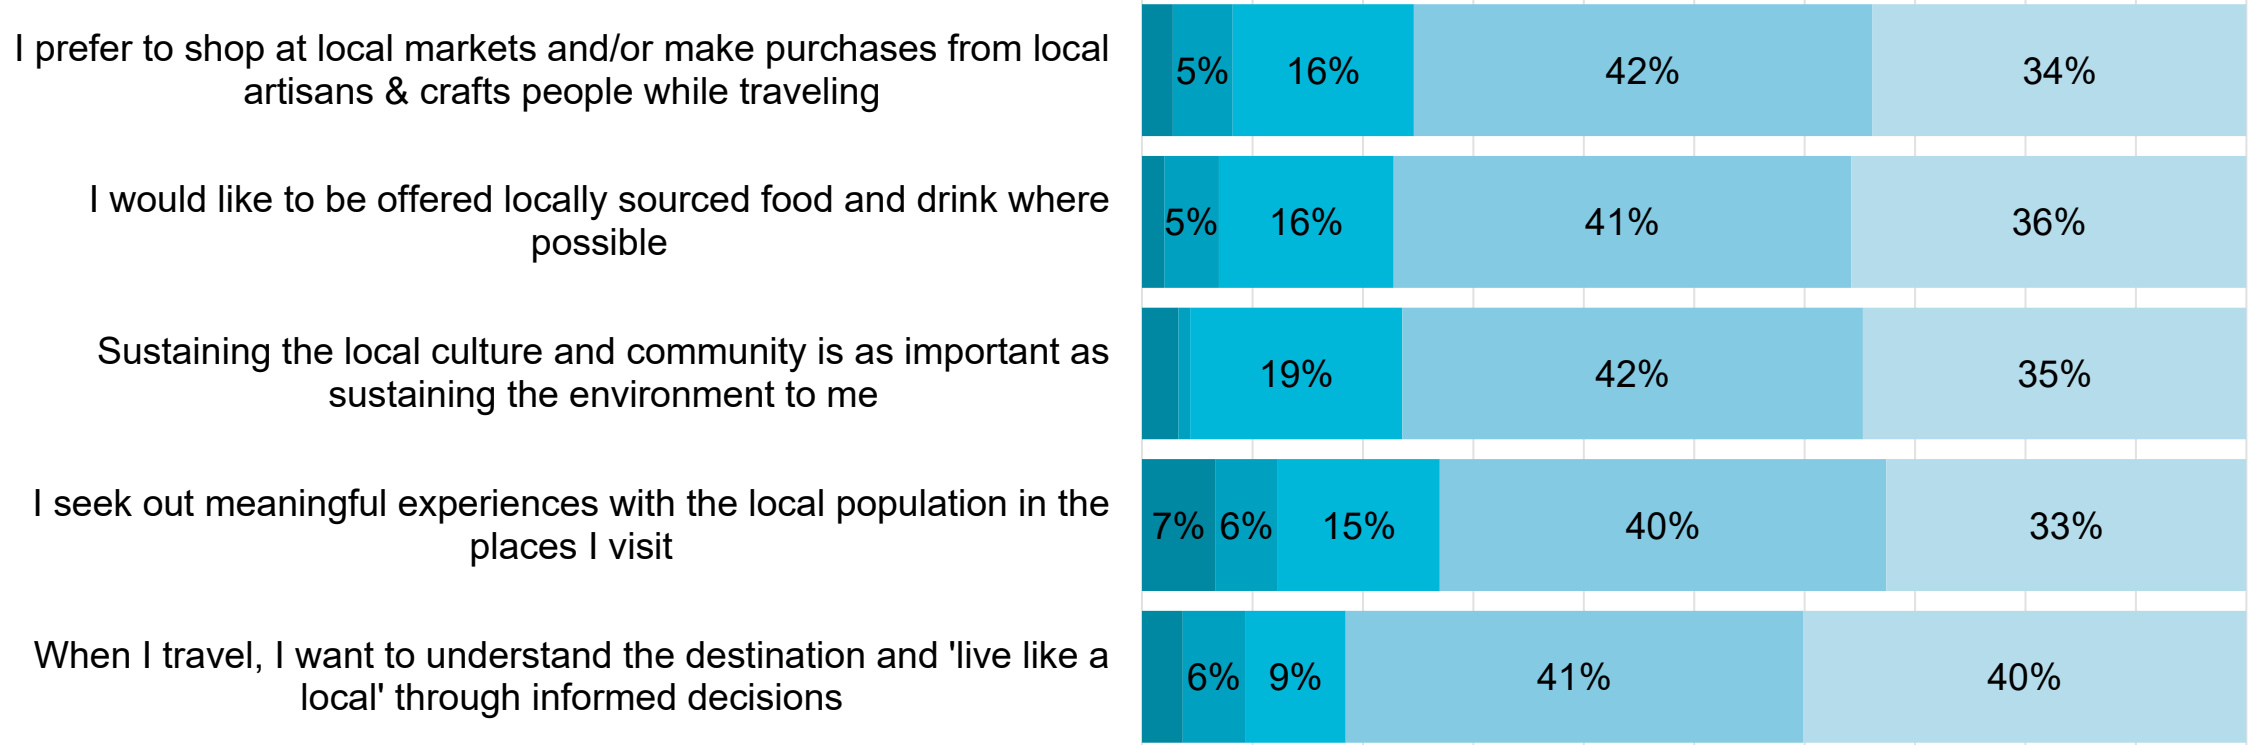 I prefer to shop at local markets and/or make purchases from local
artisans & crafts people while traveling
5% 16% 42% 34%
I would like to be offered locally sourced food and drink where
possible
5% 16% 41% 36%
Sustaining the local culture and community is as important as
sustaining the environment to me
19% 42% 35%
I seek out meaningful experiences with the local population in the
places I visit
7% 6% 15% 40% 33%
When I travel, I want to understand the destination and 'live like a
local' through informed decisions
6% 9% 41% 40%